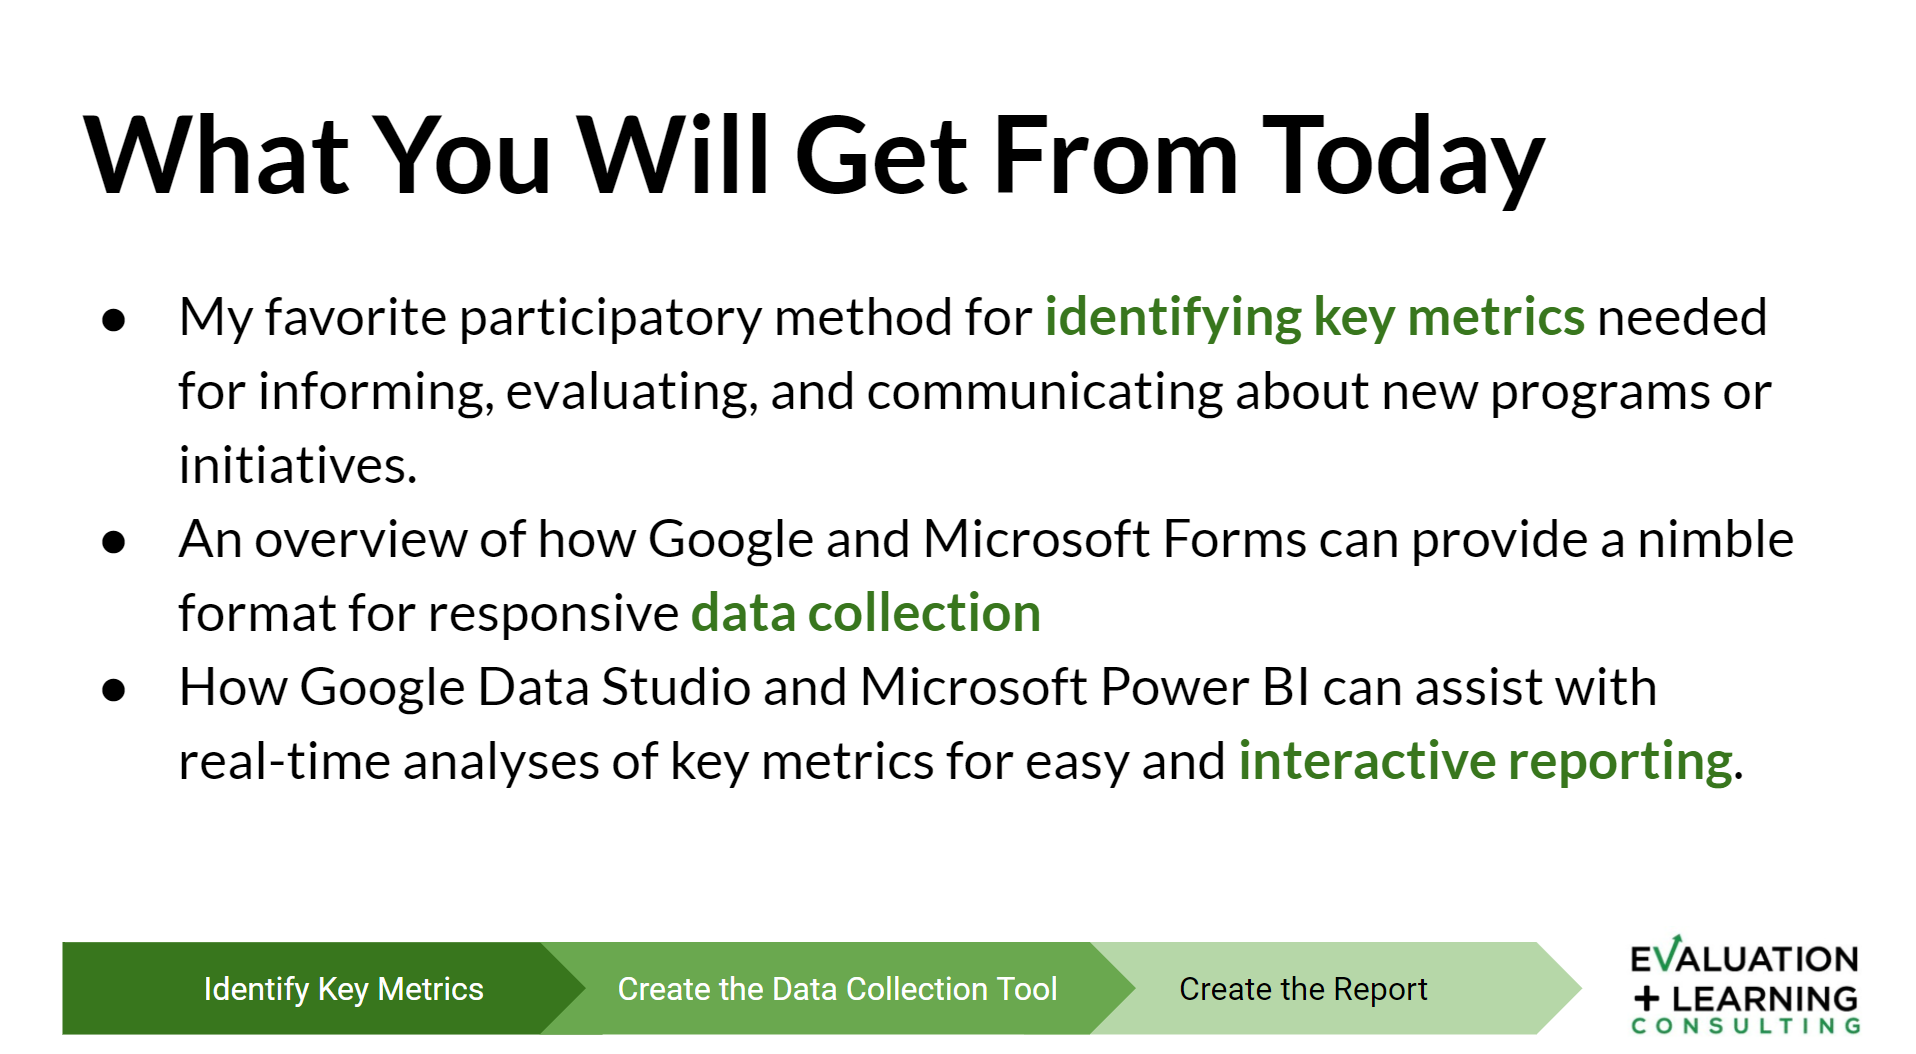 What You Will Get From Today
● My favorite participatory method for identifying key metrics needed
for informing, evaluating, and communicating about new programs or
initiatives.
● An overview of how Google and Microsoft Forms can provide a nimble
format for responsive data collection
● How Google Data Studio and Microsoft Power BI can assist with
real-time analyses of key metrics for easy and interactive reporting.
Identify Key Metrics
Create the Data Collection Tool
Create the Report
EVALUATION
+ LEARNING
CONSULTING